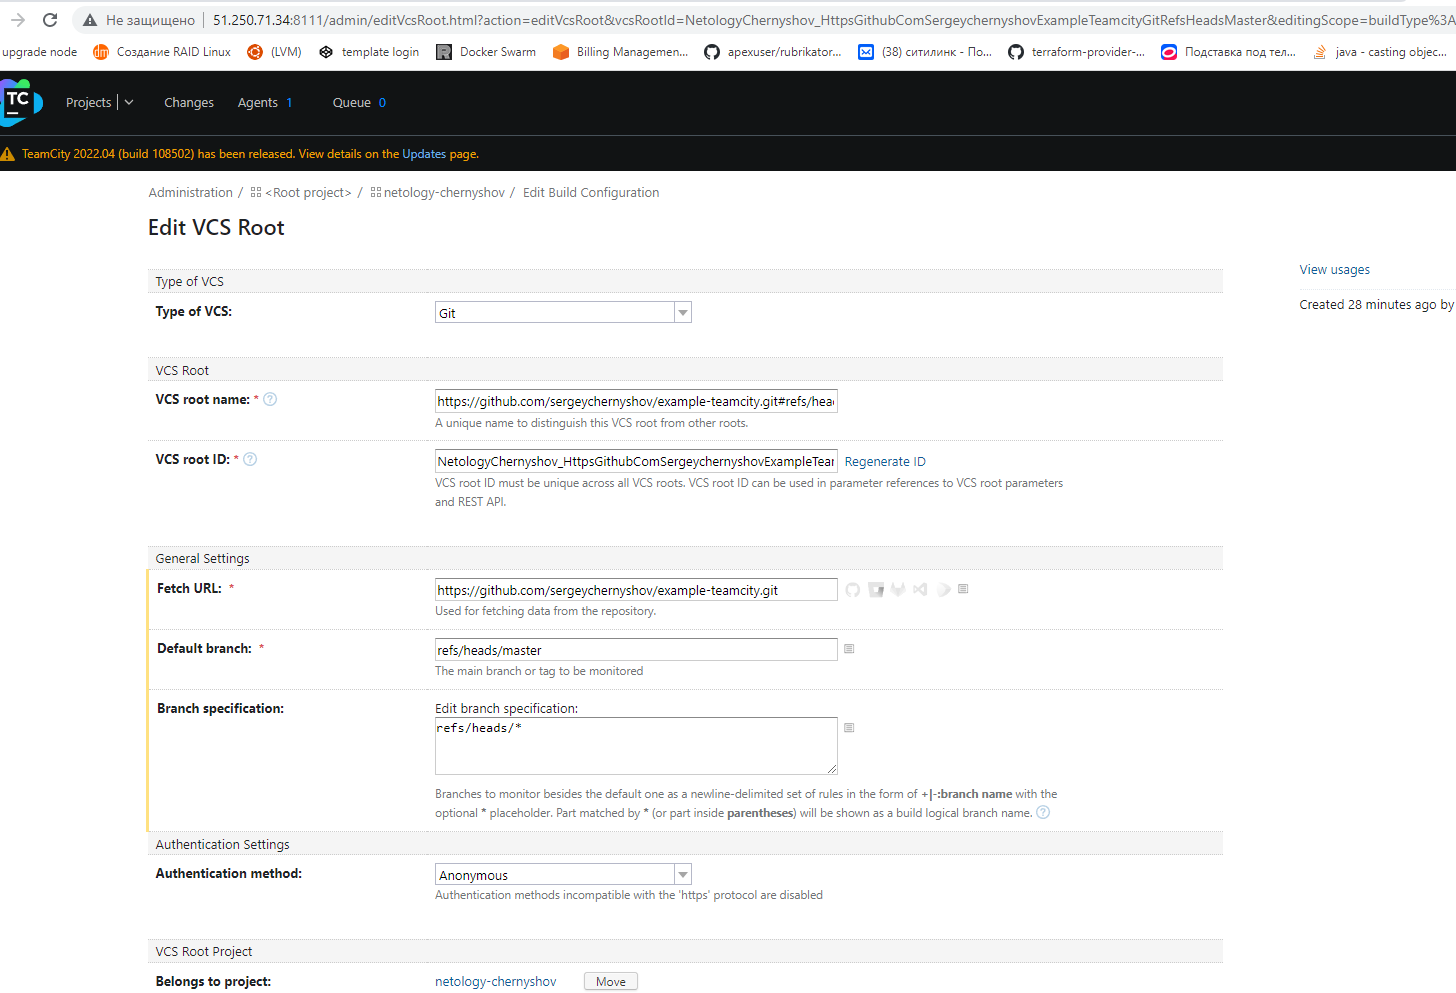 Не защищено 51.250.71.34:8111/admin/editVcsRoot.html?action=editVcsRoot&vcsRootId=NetologyChernyshov_HttpsGithubComSergeychernyshovExampleTeamcityGitRefsHeadsMaster&editingScope=buildType%3A
upgrade node dm Создание RAID Linux (LVM) template login Docker Swarm Billing Managemen... apexuser/rubrikator... (38) ситилинк - По... terraform-provider-... Подставка под тел... java - casting objec...
TC Projects Changes Agents 1 Queue 0
TeamCity 2022.04 (build 108502) has been released. View details on the Updates page.
Administration / <Root project> / netology-chernyshov / Edit Build Configuration
Edit VCS Root
Type of VCS
Type of VCS: Git
View usages
Created 28 minutes ago by
VCS Root
VCS root name: * https://github.com/sergeychernyshov/example-teamcity.git#refs/hea
A unique name to distinguish this VCS root from other roots.
VCS root ID: * NetologyChernyshov_HttpsGithubComSergeychernyshovExampleTear Regenerate ID
VCS root ID must be unique across all VCS roots. VCS root ID can be used in parameter references to VCS root parameters
and REST API.
General Settings
Fetch URL: * https://github.com/sergeychernyshov/example-teamcity.git
Used for fetching data from the repository.
Default branch: * refs/heads/master
The main branch or tag to be monitored
Branch specification: Edit branch specification:
refs/heads/*
Branches to monitor besides the default one as a newline-delimited set of rules in the form of +|-:branch name with the
optional * placeholder. Part matched by * (or part inside parentheses) will be shown as a build logical branch name.
Authentication Settings
Authentication method: Anonymous
Authentication methods incompatible with the 'https' protocol are disabled
VCS Root Project
Belongs to project: netology-chernyshov Move